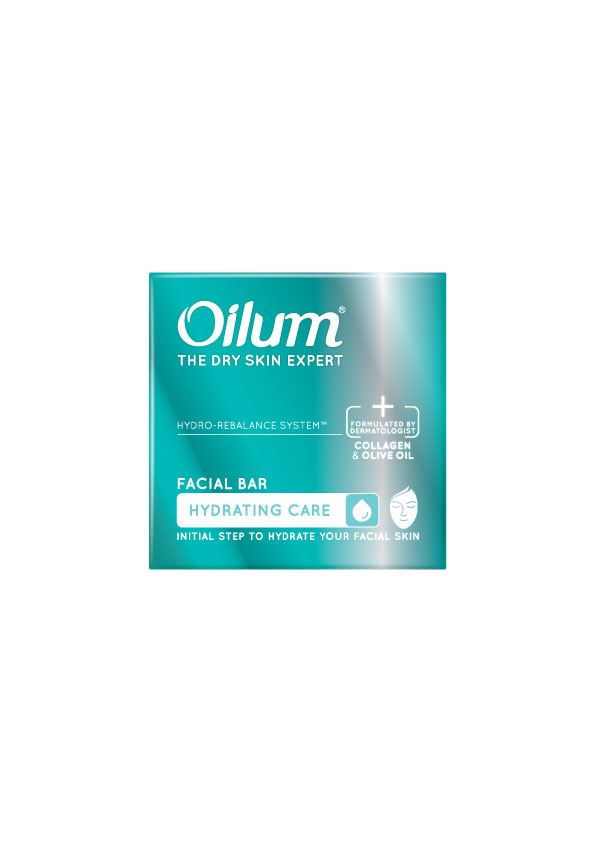 Oilum®
THE DRY SKIN EXPERT
HYDRO-REBALANCE SYSTEM™
FORMULATED BY
DERMATOLOGIST
COLLAGEN
& OLIVE OIL
FACIAL BAR
HYDRATING CARE
INITIAL STEP TO HYDRATE YOUR FACIAL SKIN